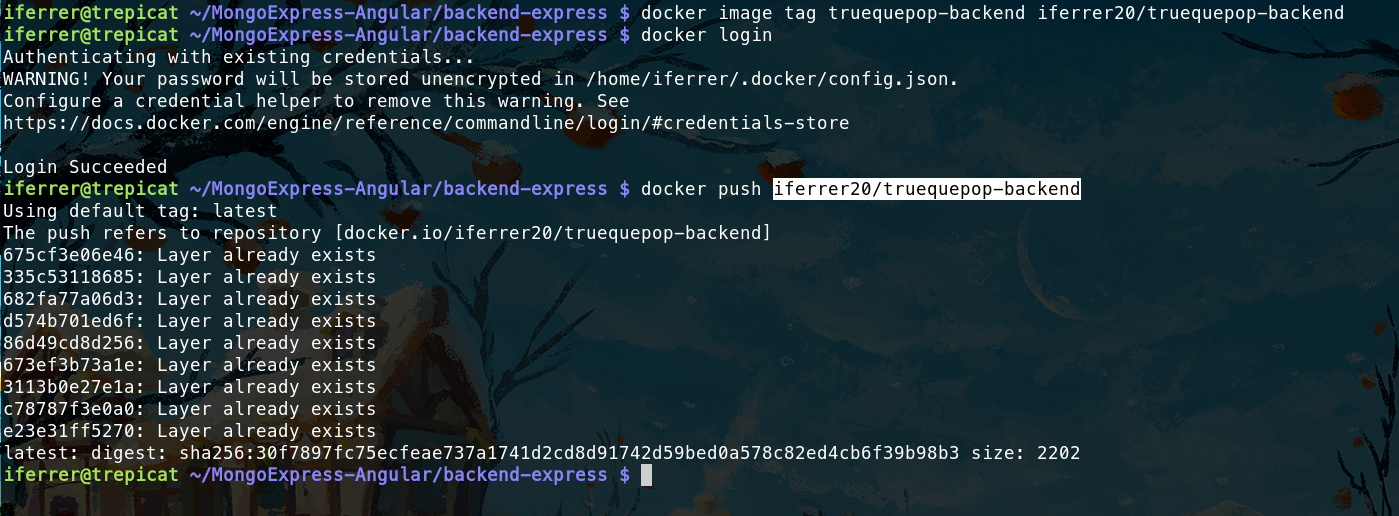 iferrer@trepicat ~/MongoExpress-Angular/backend-express $ docker image tag truequepop-backend iferrer20/truequepop-backend
iferrer@trepicat ~/MongoExpress-Angular/backend-express $ docker login
Authenticating with existing credentials...
WARNING! Your password will be stored unencrypted in /home/iferrer/.docker/config.json.
Configure a credential helper to remove this warning. See
https://docs.docker.com/engine/reference/commandline/login/#credentials-store
Login Succeeded
iferrer@trepicat ~/MongoExpress-Angular/backend-express $ docker push iferrer20/truequepop-backend
Using default tag: latest
The push refers to repository [docker.io/iferrer20/truequepop-backend]
675cf3e06e46: Layer already exists
335c53118685: Layer already exists
682fa77a06d3: Layer already exists
d574b701ed6f: Layer already exists
86d49cd8d256: Layer already exists
673ef3b73a1e: Layer already exists
3113b0e27e1a: Layer already exists
c78787f3e0a0: Layer already exists
e23e31ff5270: Layer already exists
latest: digest: sha256:30f7897fc75ecfeae737a1741d2cd8d91742d59bed0a578c82ed4cb6f39b98b3 size: 2202
iferrer@trepicat ~/MongoExpress-Angular/backend-express $